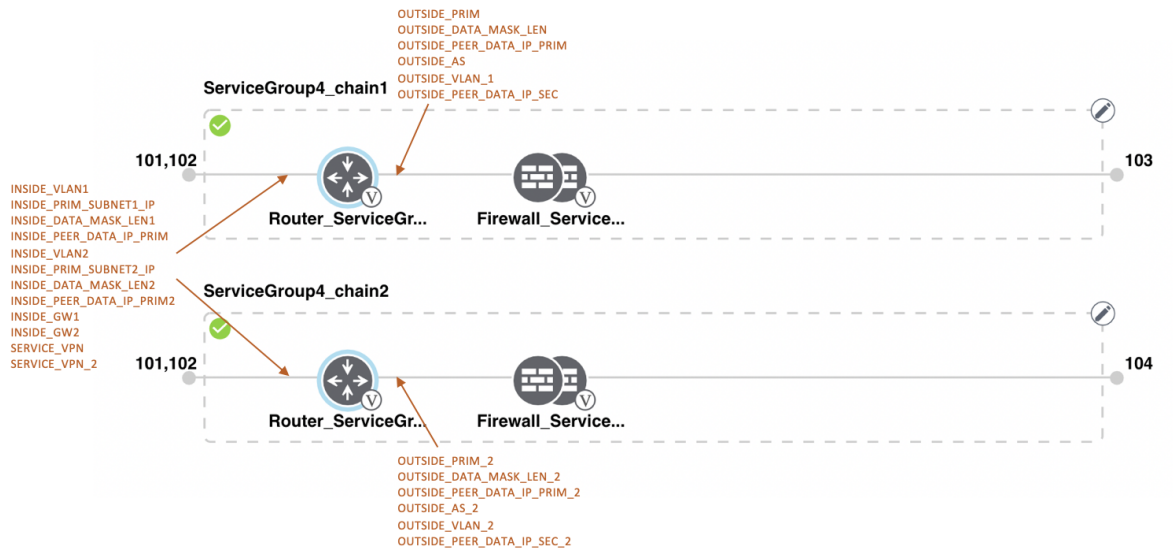 OUTSIDE_PRIM
OUTSIDE_DATA_MASK_LEN
OUTSIDE_PEER_DATA_IP_PRIM
OUTSIDE_AS
OUTSIDE_VLAN_1
OUTSIDE_PEER_DATA_IP_SEC
ServiceGroup4_chain1
101,102
103
V
V
Router_ServiceGr...
Firewall_Service...
INSIDE_VLAN1
INSIDE_PRIM_SUBNET1_IP
INSIDE_DATA_MASK_LEN1
INSIDE_PEER_DATA_IP_PRIM
INSIDE_VLAN2
INSIDE_PRIM_SUBNET2_IP
INSIDE_DATA_MASK_LEN2
INSIDE_PEER_DATA_IP_PRIM2
INSIDE_GW1
INSIDE_GW2
SERVICE_VPN
SERVICE_VPN_2
ServiceGroup4_chain2
101,102
104
V
V
Router_ServiceGr...
Firewall_Service...
OUTSIDE_PRIM_2
OUTSIDE_DATA_MASK_LEN_2
OUTSIDE_PEER_DATA_IP_PRIM_2
OUTSIDE_AS_2
OUTSIDE_VLAN_2
OUTSIDE_PEER_DATA_IP_SEC_2